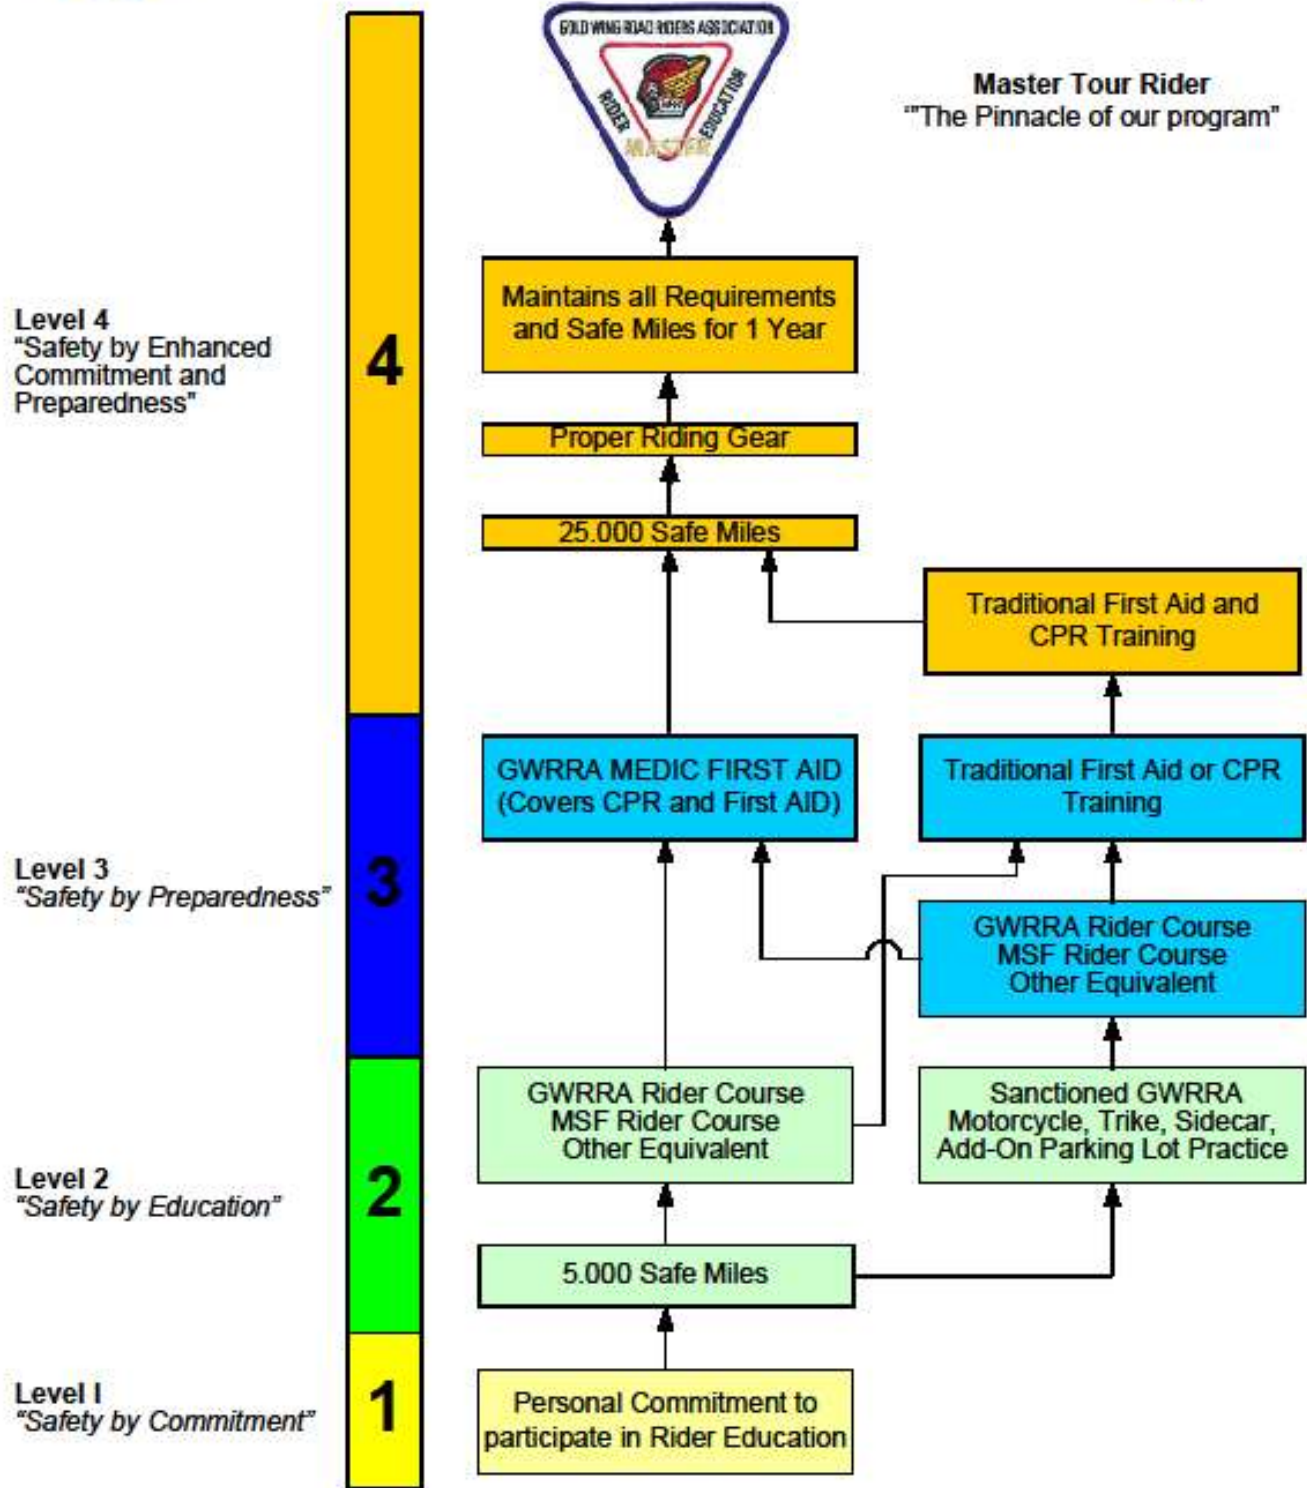 GOLD WING ROAD RIDERS ASSOCIATION
RIDER
EDUCATION
MASTER
Master Tour Rider
""The Pinnacle of our program"
Maintains all Requirements
and Safe Miles for 1 Year
Level 4
"Safety by Enhanced
Commitment and
Preparedness"
4
Proper Riding Gear
25.000 Safe Miles
Traditional First Aid and
CPR Training
GWRRA MEDIC FIRST AID
(Covers CPR and First AID)
Traditional First Aid or CPR
Training
Level 3
"Safety by Preparedness"
3
GWRRA Rider Course
MSF Rider Course
Other Equivalent
GWRRA Rider Course
MSF Rider Course
Other Equivalent
Sanctioned GWRRA
Motorcycle, Trike, Sidecar,
Add-On Parking Lot Practice
Level 2
"Safety by Education"
2
5.000 Safe Miles
Level I
"Safety by Commitment"
1
Personal Commitment to
participate in Rider Education